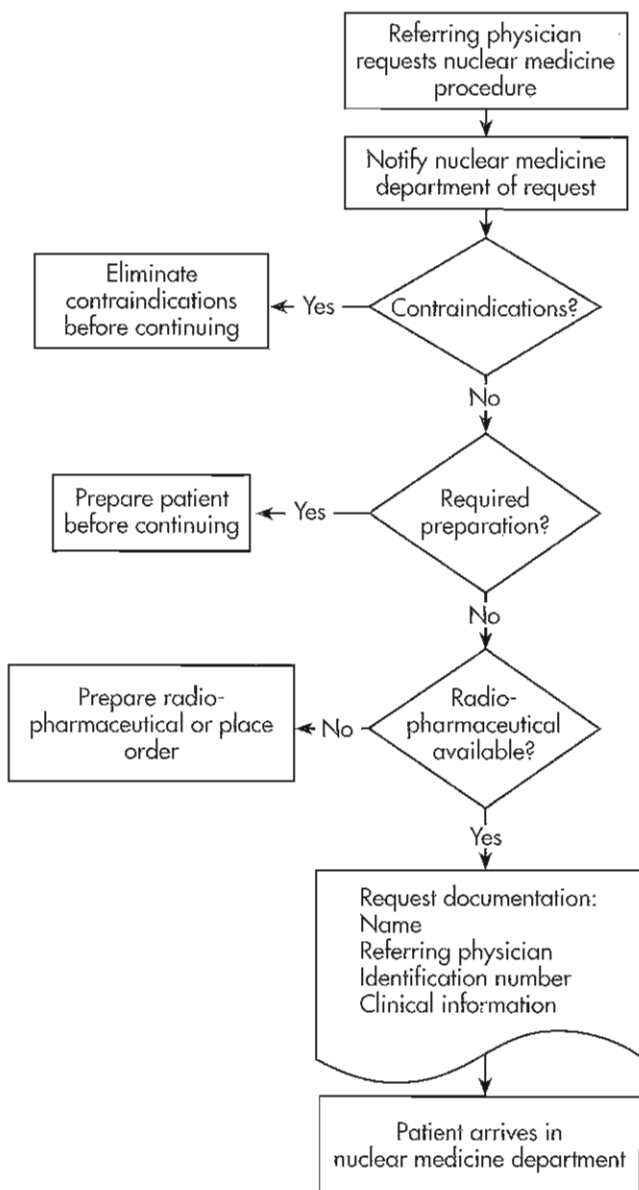 Referring physician
requests nuclear medicine
procedure
Notify nuclear medicine
department of request
Eliminate
contraindications
before continuing
Yes
Contraindications?
No
Prepare patient
before continuing
Yes
Required
preparation?
No
Prepare radio-
pharmaceutical or place
order
No
Radio-
pharmaceutical
available?
Yes
Request documentation:
Name
Referring physician
Identification number
Clinical information
Patient arrives in
nuclear medicine department